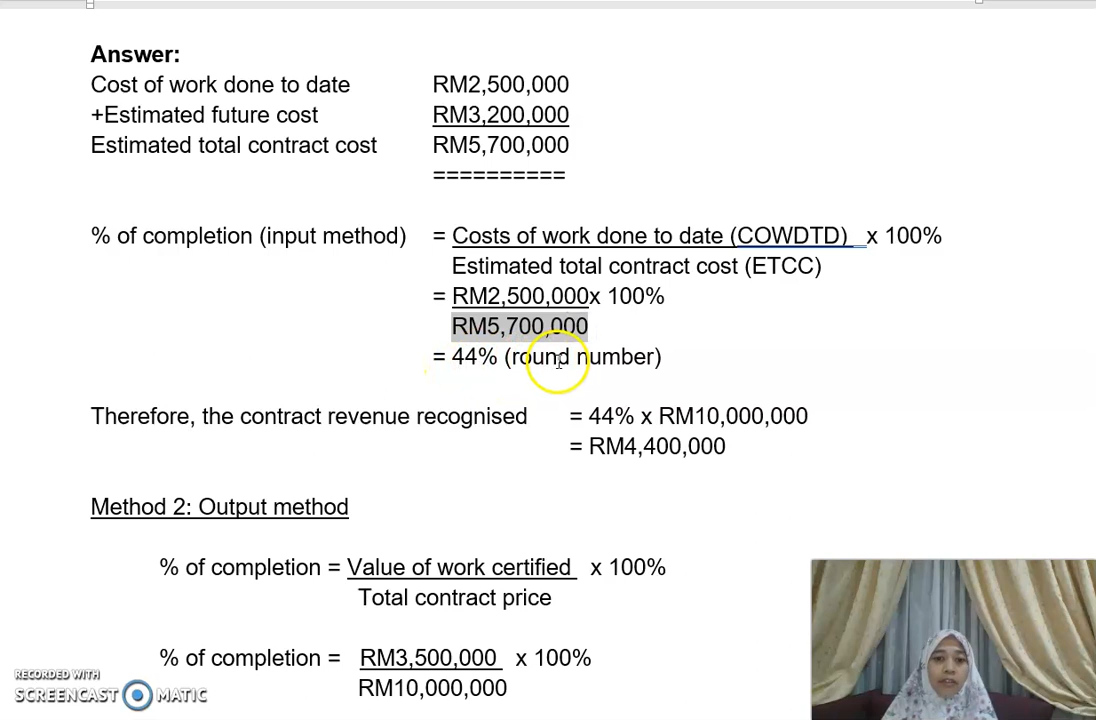 Answer:
Cost of work done to date RM2,500,000
+Estimated future cost RM3,200,000
Estimated total contract cost RM5,700,000
==========
% of completion (input method) = Costs of work done to date (COWDTD) x 100%
Estimated total contract cost (ETCC)
= RM2,500,000x 100%
RM5,700,000
= 44% (round number)
Therefore, the contract revenue recognised = 44% x RM10,000,000
= RM4,400,000
Method 2: Output method
% of completion = Value of work certified x 100%
Total contract price
% of completion = RM3,500,000 x 100%
RM10,000,000
RECORDED WITH
SCREENCAST MATIC